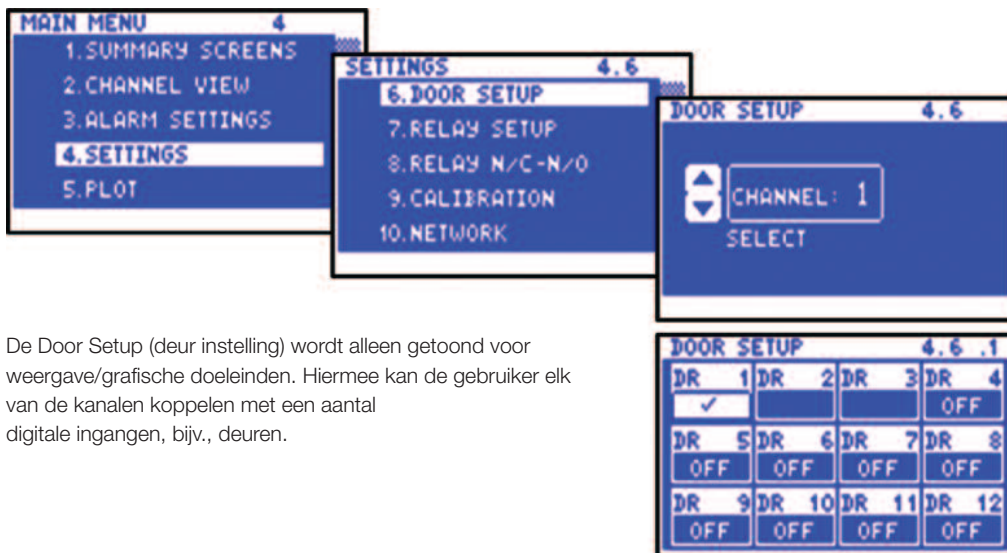 MAIN MENU 4
1.SUMMARY SCREENS
2.CHANNEL VIEW
3.ALARM SETTINGS
4.SETTINGS
5.PLOT
SETTINGS 4.6
6.DOOR SETUP
7.RELAY SETUP
8.RELAY N/C-N/O
9.CALIBRATION
10.NETWORK
DOOR SETUP 4.6
CHANNEL: 1
SELECT
De Door Setup (deur instelling) wordt alleen getoond voor
weergave/grafische doeleinden. Hiermee kan de gebruiker elk
van de kanalen koppelen met een aantal
digitale ingangen, bijv., deuren.
DOOR SETUP 4.6 .1
DR 1 DR 2 DR 3 DR 4
✓ OFF
DR 5 DR 6 DR 7 DR 8
OFF OFF OFF OFF
DR 9 DR 10 DR 11 DR 12
OFF OFF OFF OFF